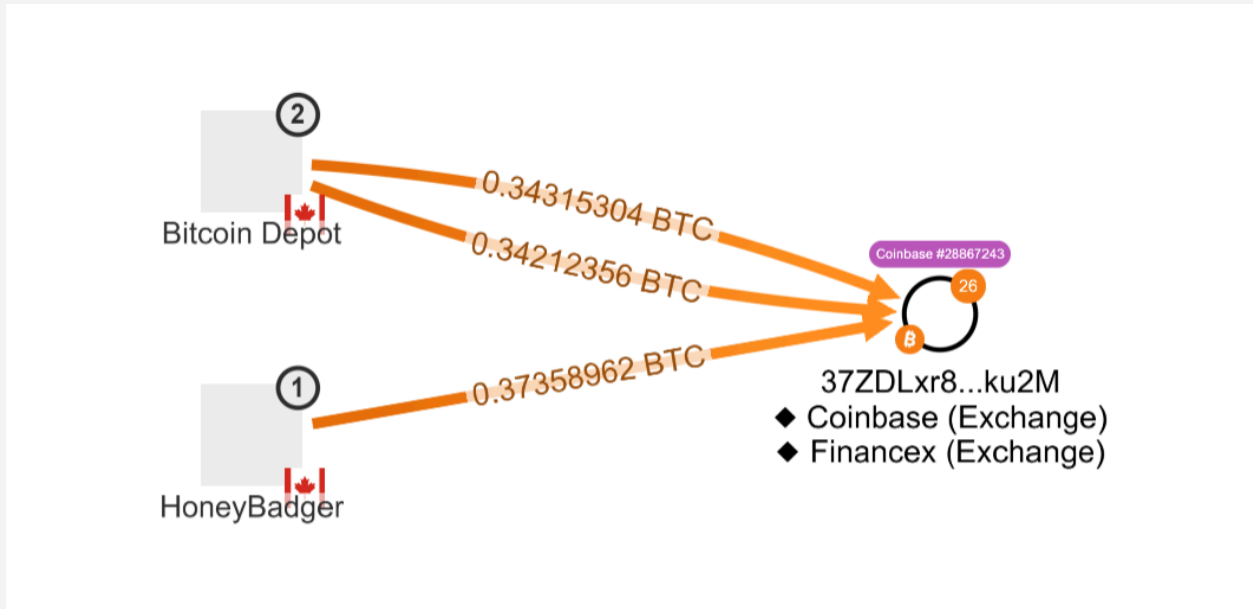 2
Bitcoin Depot
0.34315304 BTC
0.34212356 BTC
Coinbase #28867243
26
₿
37ZDLxr8...ku2M
◆ Coinbase (Exchange)
◆ Financex (Exchange)
1
HoneyBadger
0.37358962 BTC